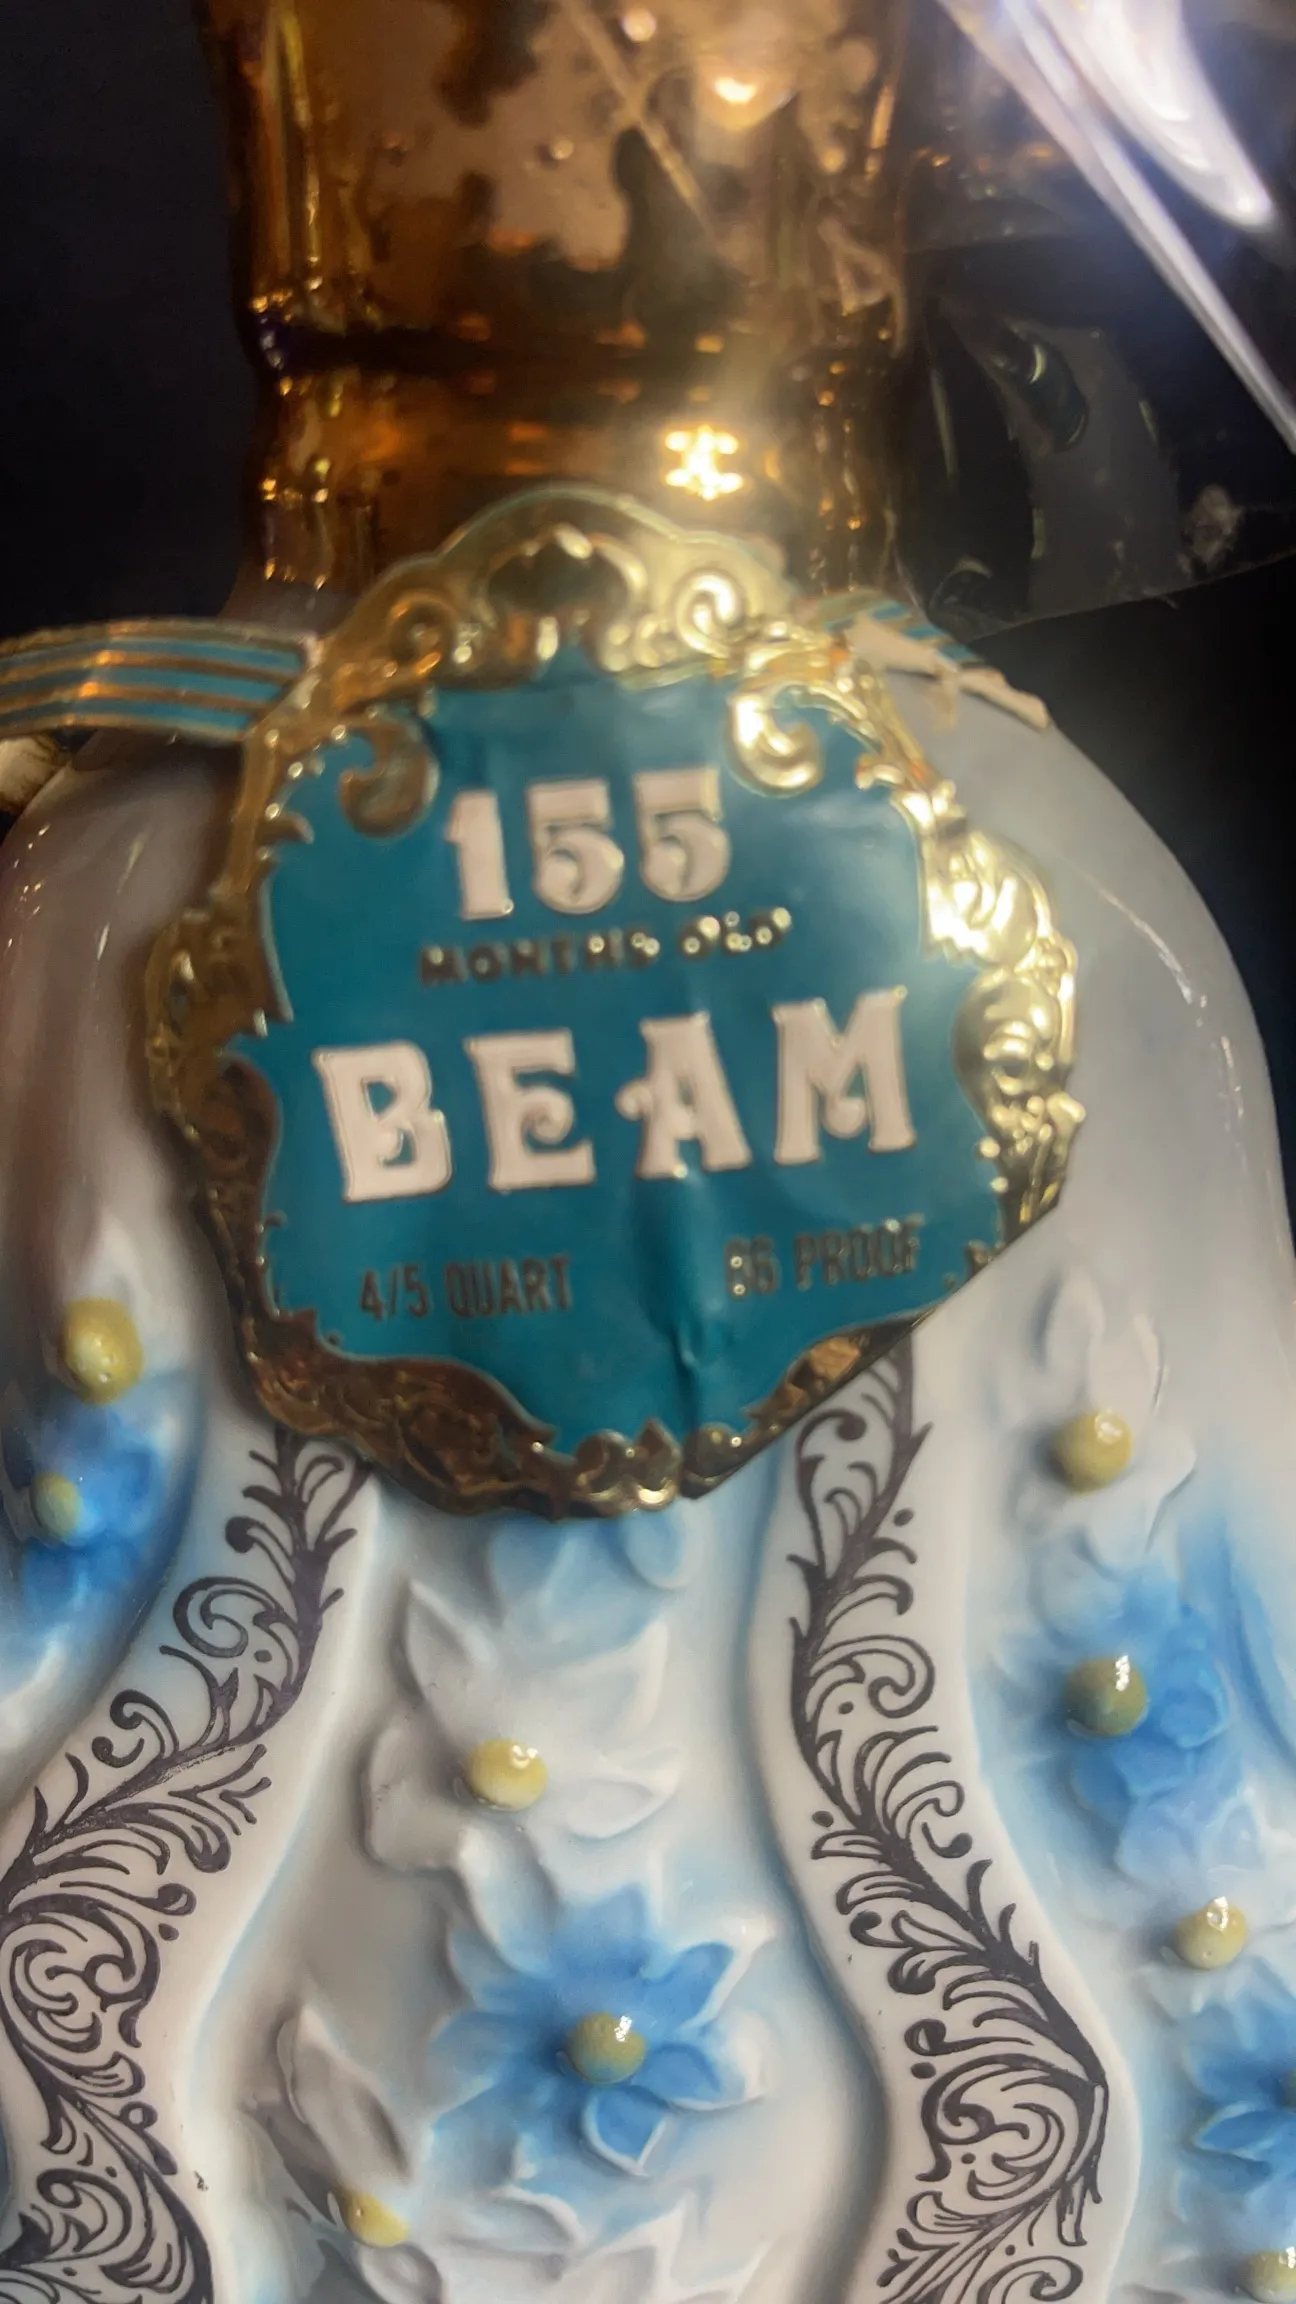 155
MONTHS OLD
BEAM
4/5 QUART 86 PROOF